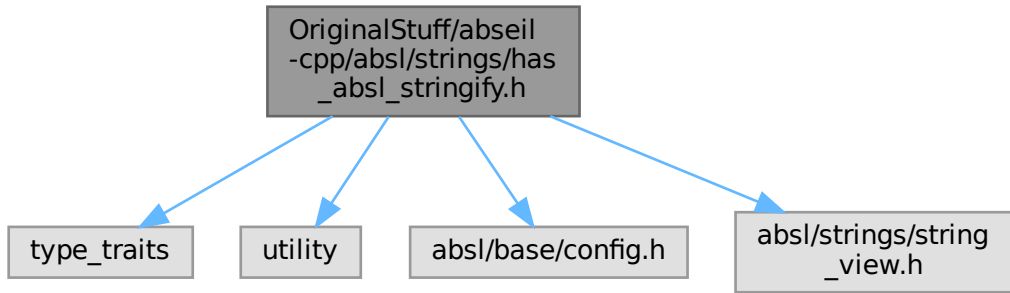 OriginalStuff/abseil
-cpp/absl/strings/has
_absl_stringify.h
type_traits
utility
absl/base/config.h
absl/strings/string
_view.h